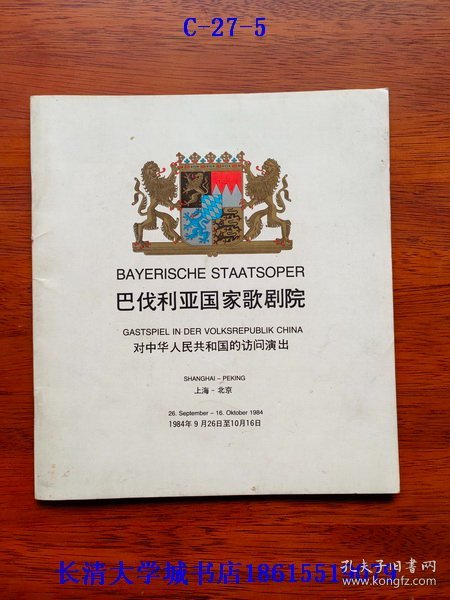 C-27-5
BAYERISCHE STAATSOPER
巴伐利亚国家歌剧院
GASTSPIEL IN DER VOLKSREPUBLIK CHINA
对中华人民共和国的访问演出
SHANGHAI – PEKING
上海 - 北京
26. September – 16. Oktober 1984
1984年9月26日至10月16日
孔夫子旧书网
www.kongfz.com
长清大学城书店